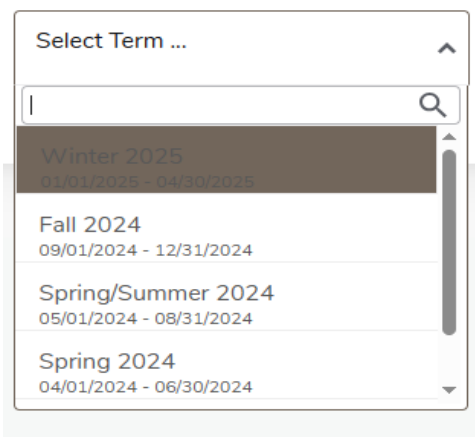 Select Term ...
Winter 2025
01/01/2025 - 04/30/2025
Fall 2024
09/01/2024 - 12/31/2024
Spring/Summer 2024
05/01/2024 - 08/31/2024
Spring 2024
04/01/2024 - 06/30/2024